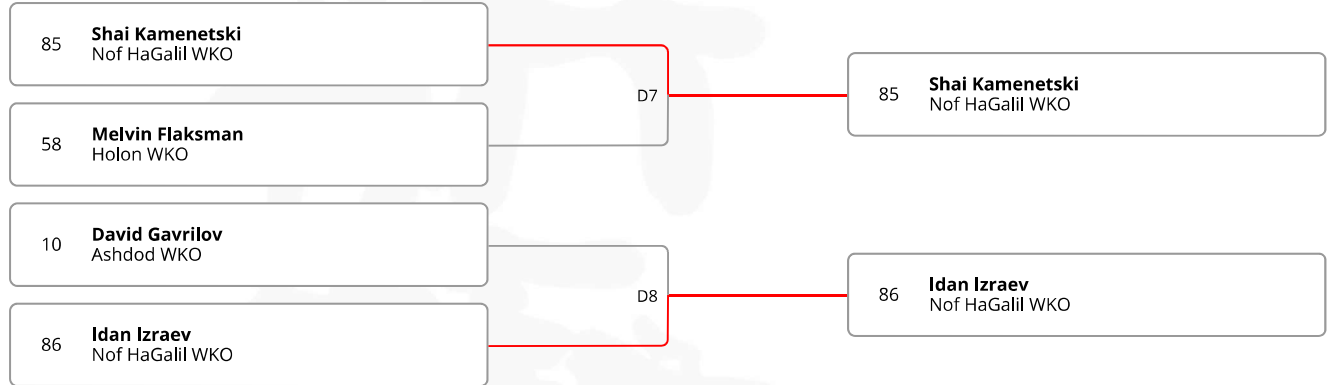 85
Shai Kamenetski
Nof HaGalil WKO
58
Melvin Flaksman
Holon WKO
D7
85
Shai Kamenetski
Nof HaGalil WKO
10
David Gavrilov
Ashdod WKO
86
Idan Izraev
Nof HaGalil WKO
D8
86
Idan Izraev
Nof HaGalil WKO